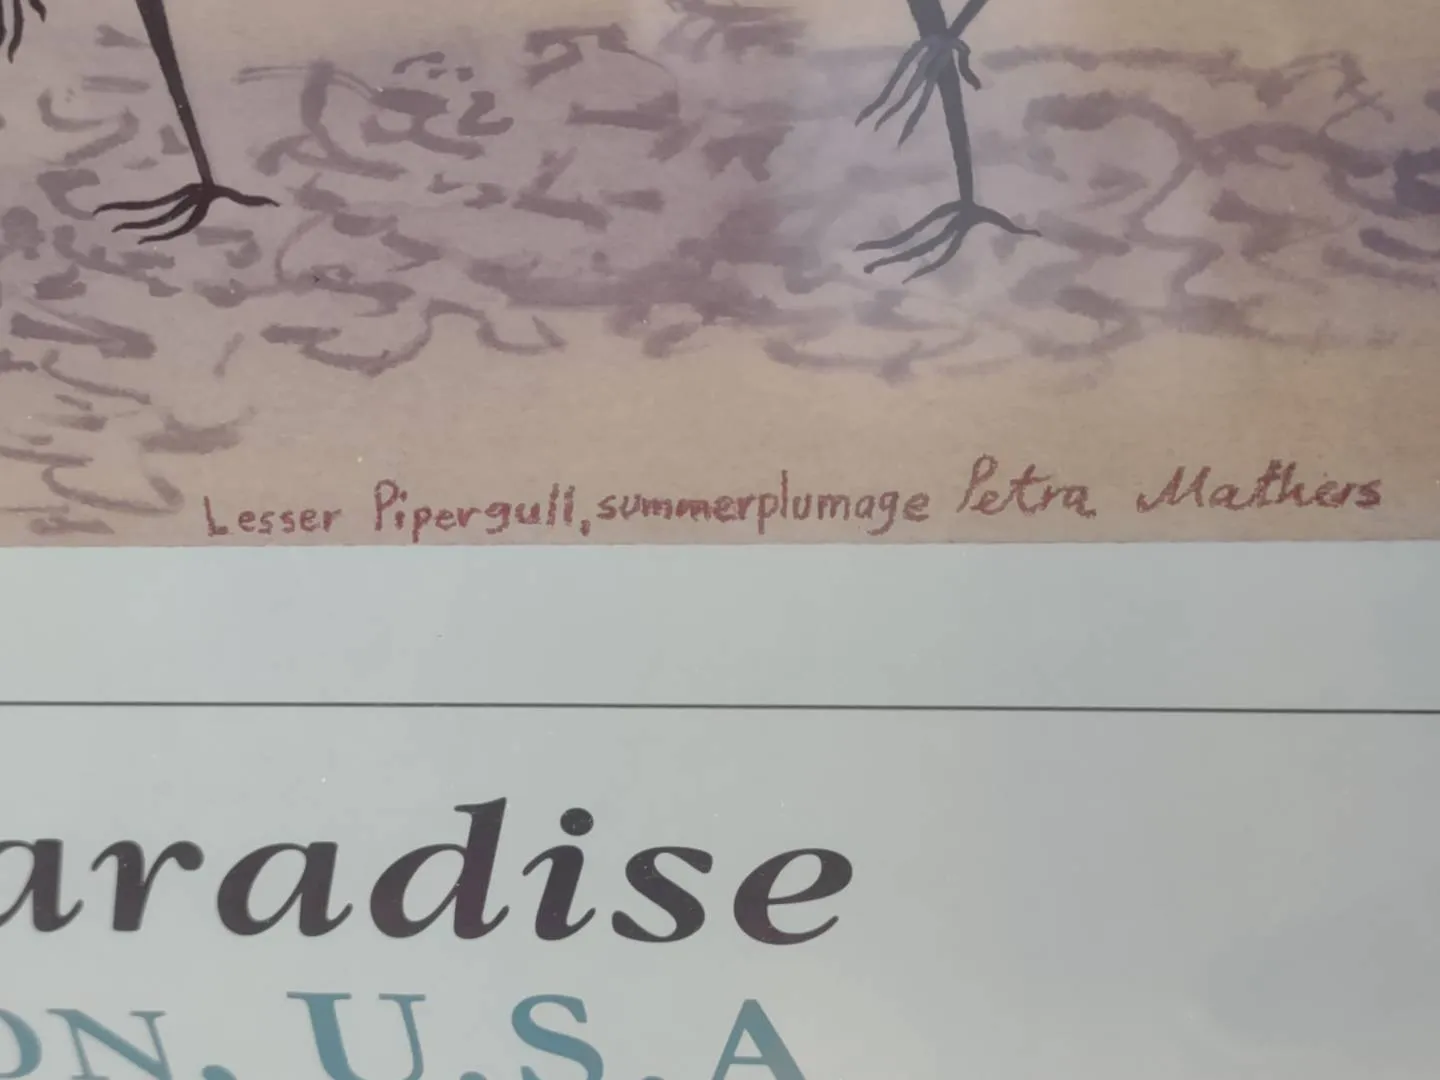 Lesser Pipergull, summerplumage Petra Mathers
aradise
ON, U.S.A